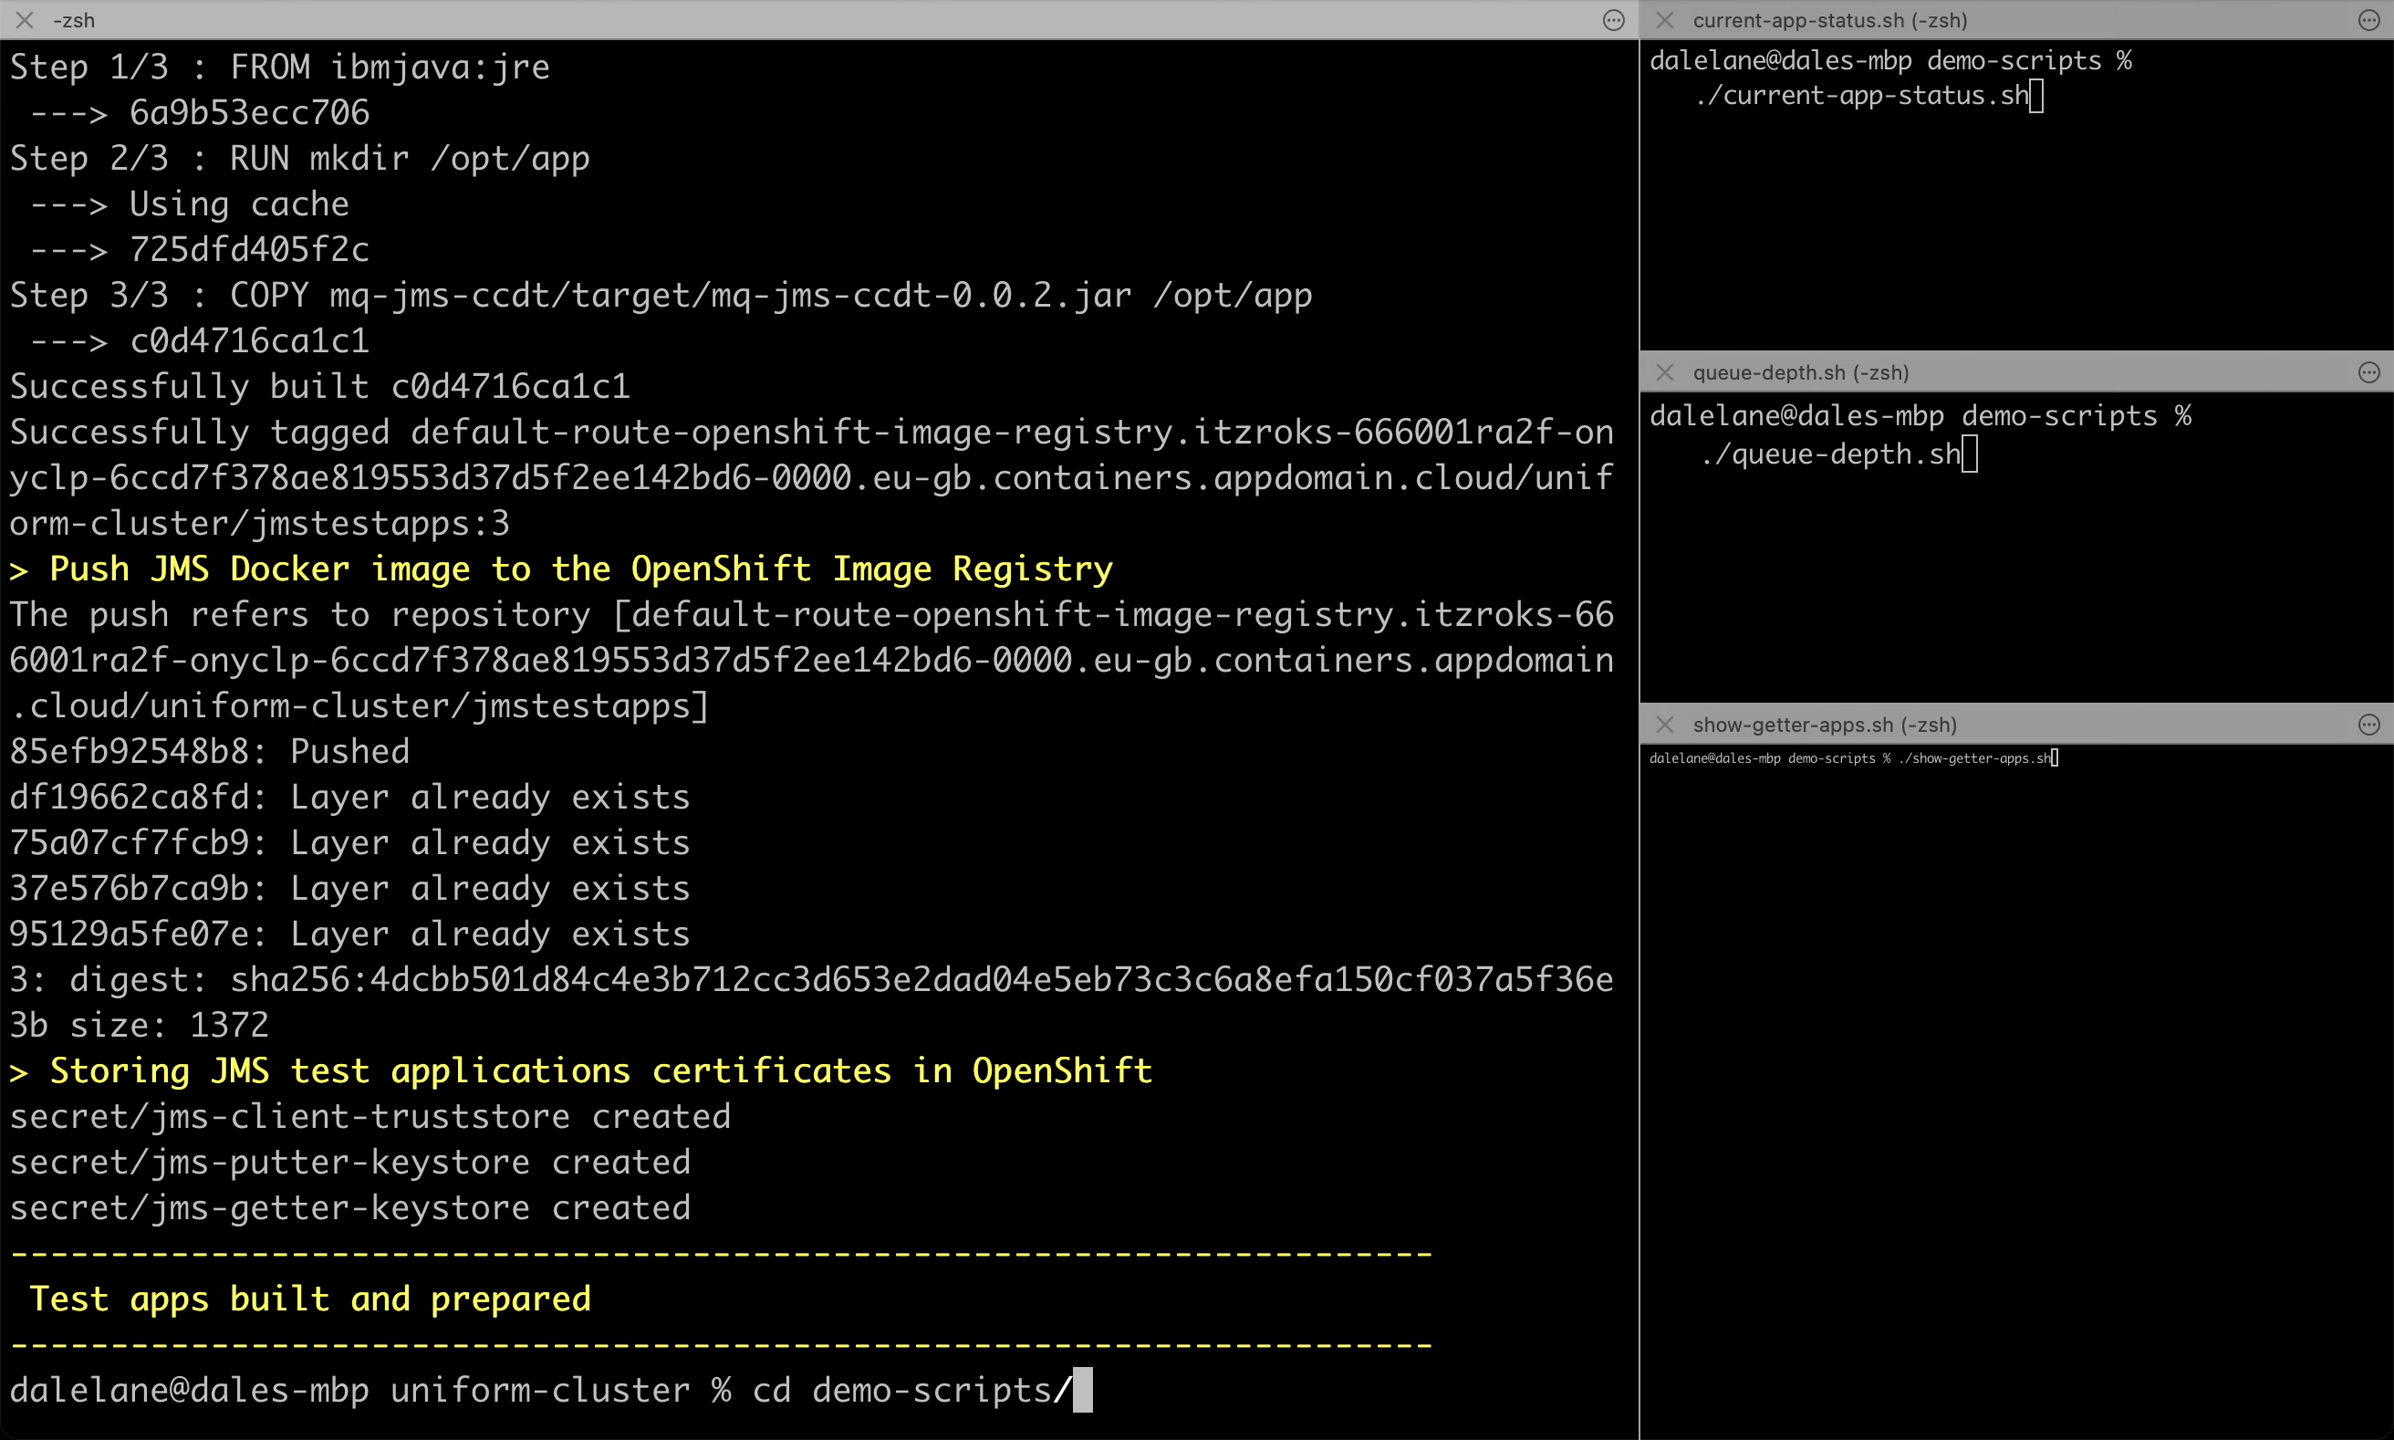 -zsh
Step 1/3 : FROM ibmjava:jre
 ---> 6a9b53ecc706
Step 2/3 : RUN mkdir /opt/app
 ---> Using cache
 ---> 725dfd405f2c
Step 3/3 : COPY mq-jms-ccdt/target/mq-jms-ccdt-0.0.2.jar /opt/app
 ---> c0d4716ca1c1
Successfully built c0d4716ca1c1
Successfully tagged default-route-openshift-image-registry.itzroks-666001ra2f-on
yclp-6ccd7f378ae819553d37d5f2ee142bd6-0000.eu-gb.containers.appdomain.cloud/unif
orm-cluster/jmstestapps:3
> Push JMS Docker image to the OpenShift Image Registry
The push refers to repository [default-route-openshift-image-registry.itzroks-66
6001ra2f-onyclp-6ccd7f378ae819553d37d5f2ee142bd6-0000.eu-gb.containers.appdomain
.cloud/uniform-cluster/jmstestapps]
85efb92548b8: Pushed
df19662ca8fd: Layer already exists
75a07cf7fcb9: Layer already exists
37e576b7ca9b: Layer already exists
95129a5fe07e: Layer already exists
3: digest: sha256:4dcbb501d84c4e3b712cc3d653e2dad04e5eb73c3c6a8efa150cf037a5f36e
3b size: 1372
> Storing JMS test applications certificates in OpenShift
secret/jms-client-truststore created
secret/jms-putter-keystore created
secret/jms-getter-keystore created
-----------------------------------------------------------------------
 Test apps built and prepared
-----------------------------------------------------------------------
dalelane@dales-mbp uniform-cluster % cd demo-scripts/
current-app-status.sh (-zsh)
dalelane@dales-mbp demo-scripts %
./current-app-status.sh
queue-depth.sh (-zsh)
dalelane@dales-mbp demo-scripts %
./queue-depth.sh
show-getter-apps.sh (-zsh)
dalelane@dales-mbp demo-scripts % ./show-getter-apps.sh